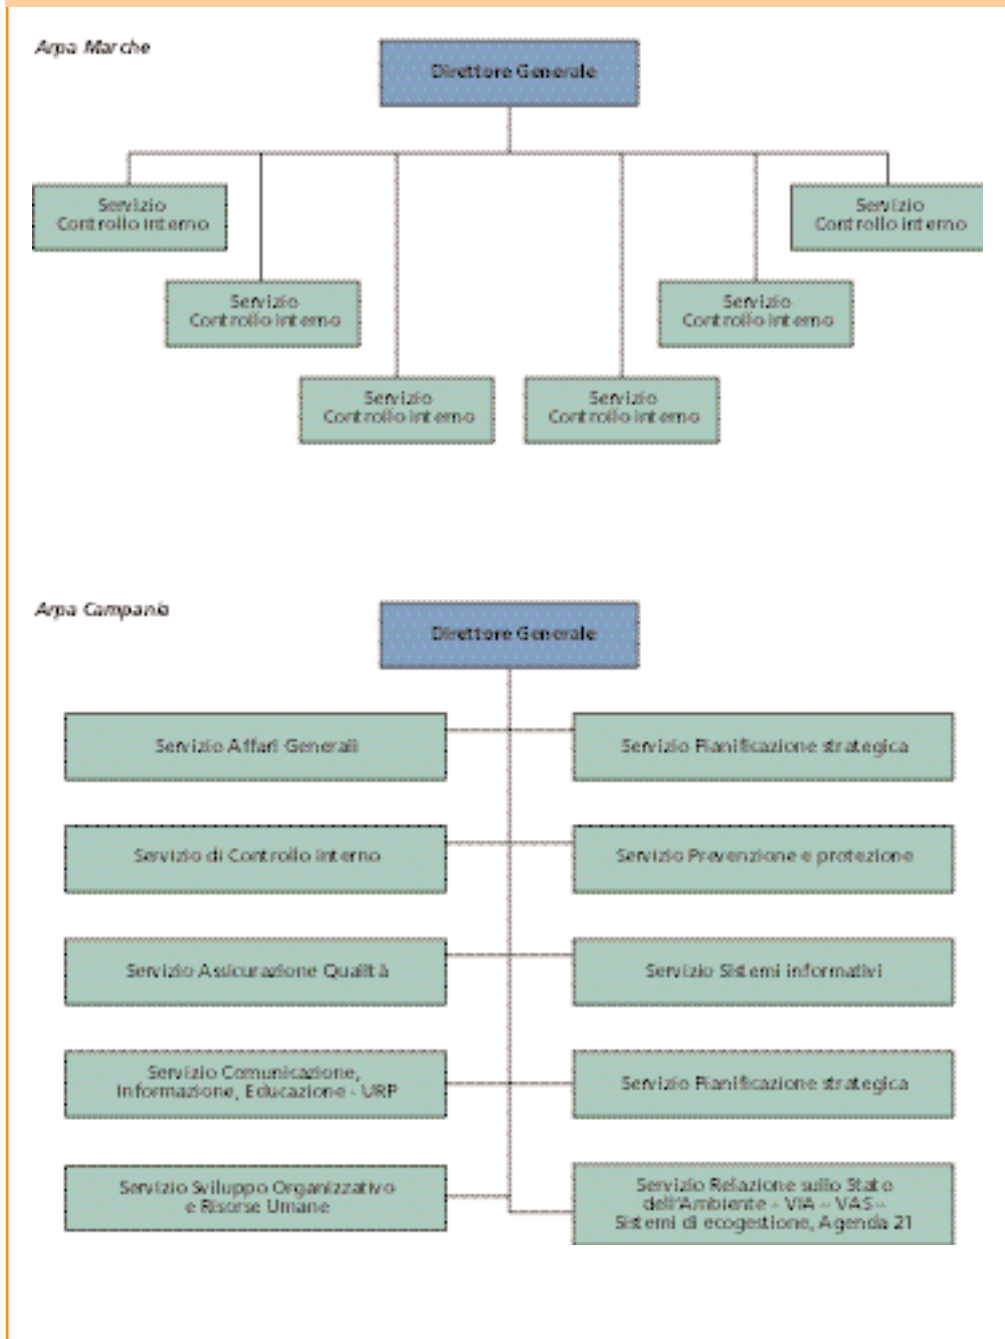 Arpa Marche
Direttore Generale
Servizio
Controllo interno
Servizio
Controllo interno
Servizio
Controllo interno
Servizio
Controllo interno
Servizio
Controllo interno
Servizio
Controllo interno
Arpa Campania
Direttore Generale
Servizio Affari Generali
Servizio Pianificazione strategica
Servizio di Controllo Interno
Servizio Prevenzione e protezione
Servizio Assicurazione Qualità
Servizio Sistemi informativi
Servizio Comunicazione,
Informazione, Educazione - URP
Servizio Pianificazione strategica
Servizio Sviluppo Organizzativo
e Risorse Umane
Servizio Relazione sullo Stato
dell'Ambiente – VIA – VAS –
Sistemi di ecogestione, Agenda 21